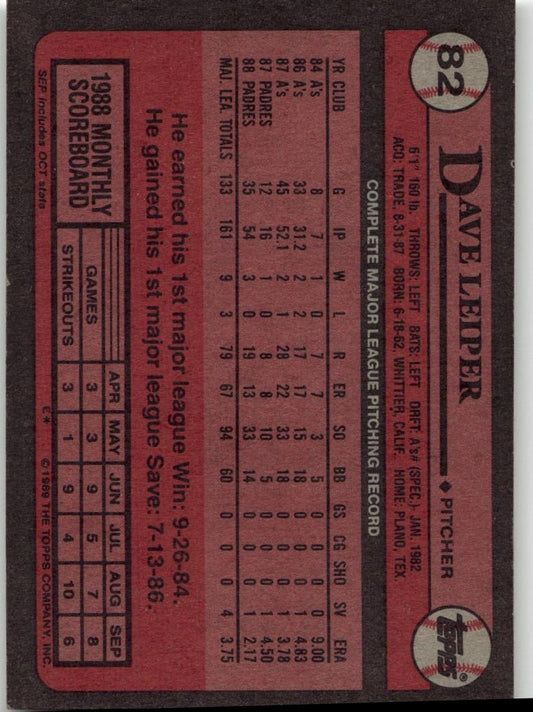 82
DAVE LEIPER ◆ PITCHER
topps
6'1" 160 lb. THROWS: LEFT BATS: LEFT DRFT: A's# (SPEC.), JAN. 1982
ACQ: TRADE, 8-31-87 BORN: 6-18-62, WHITTIER, CALIF. HOME: PLANO, TEX.
COMPLETE MAJOR LEAGUE PITCHING RECORD
YR CLUB G IP W L R ER SO BB GS CG SHO SV ERA
84 A's 8 7 1 0 7 7 3 5 0 0 0 0 9.00
86 A's 33 31.2 2 2 17 17 15 18 0 0 0 1 4.83
87 A's 45 52.1 2 1 28 22 33 18 0 0 0 1 3.78
87 PADRES 12 16 1 0 8 8 10 5 0 0 0 1 4.50
88 PADRES 35 54 3 0 19 13 33 14 0 0 0 1 2.17
MAJ. LEA. TOTALS 133 161 9 3 79 67 94 60 0 0 0 4 3.75
He earned his 1st major league Win: 9-26-84.
He gained his 1st major league Save: 7-13-86.
1988 MONTHLY
SCOREBOARD
APR MAY JUN JUL AUG SEP
GAMES 3 3 9 5 7 8
STRIKEOUTS 3 1 9 4 10 6
SEP includes OCT stats
E* ©1989 THE TOPPS COMPANY, INC.